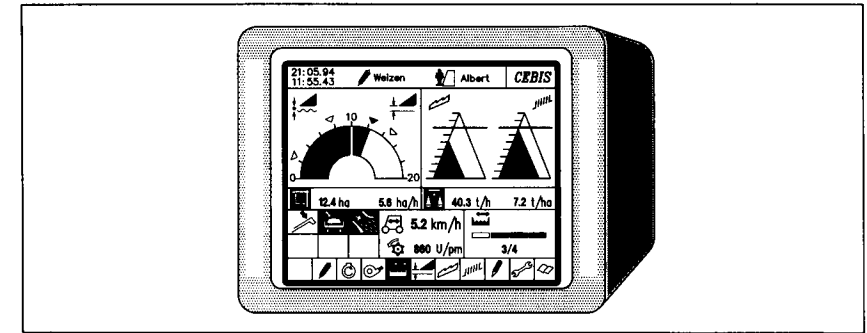 21:05.94 Weizen Albert CEBIS
11:55.43
10
0 20
12.4 ha 5.6 ha/h 40.3 t/h 7.2 t/ha
5.2 km/h
860 U/pm 3/4